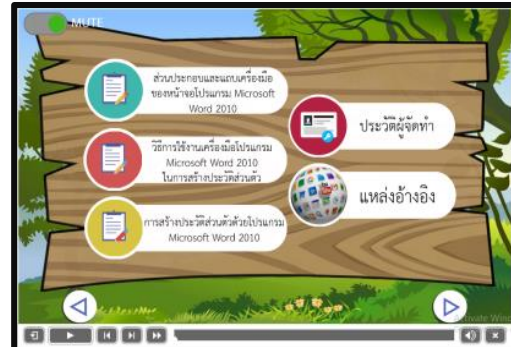 MUTE
ส่วนประกอบและแถบเครื่องมือ
ของหน้าจอโปรแกรม Microsoft
Word 2010
วิธีการใช้งานเครื่องมือโปรแกรม
Microsoft Word 2010
ในการสร้างประวัติส่วนตัว
การสร้างประวัติส่วนตัวด้วยโปรแกรม
Microsoft Word 2010
ประวัติผู้จัดทำ
แหล่งอ้างอิง